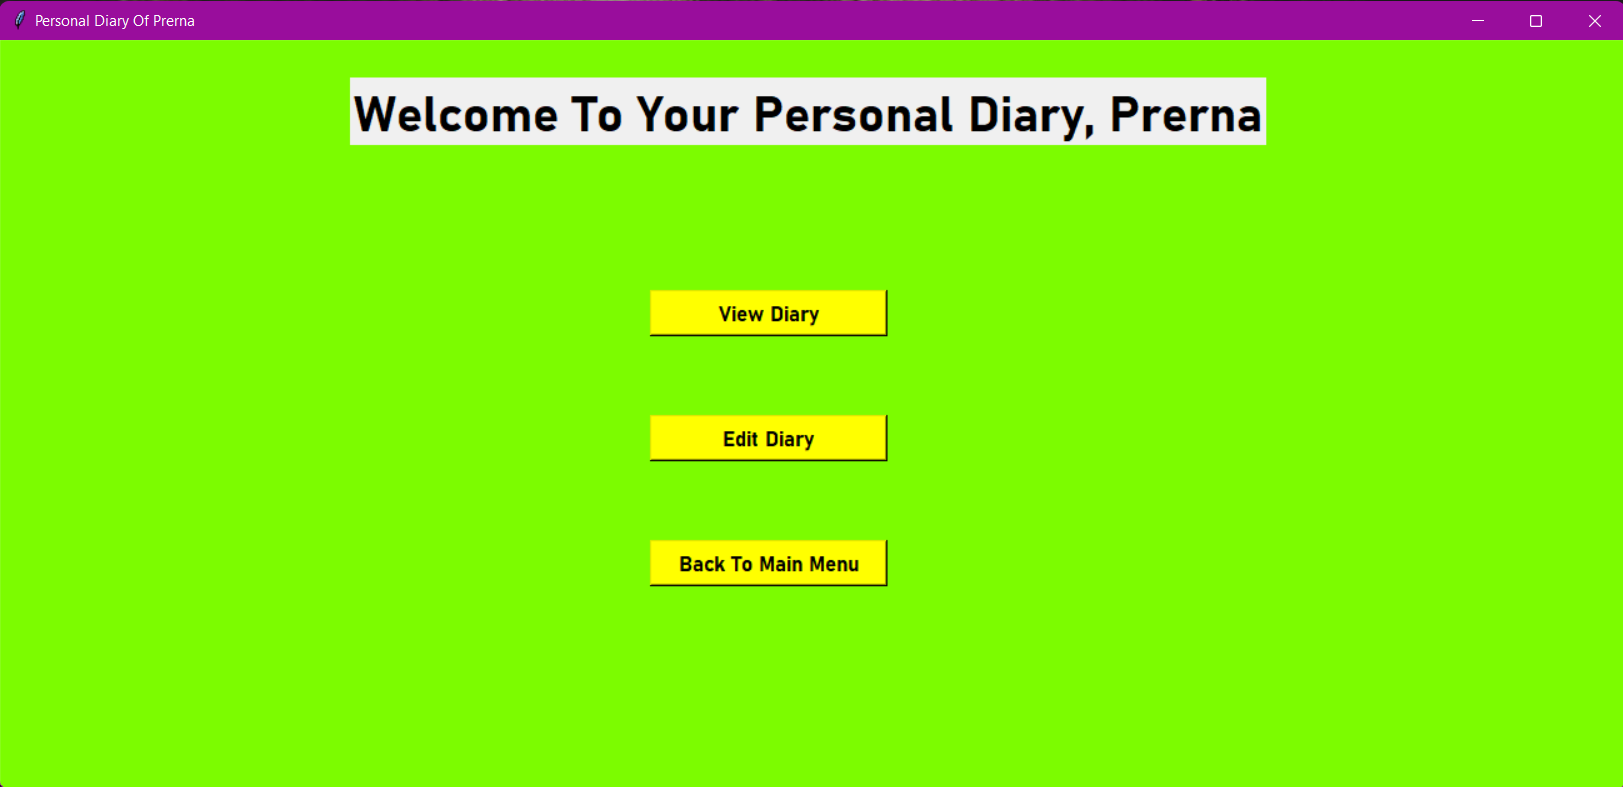 Personal Diary Of Prerna
Welcome To Your Personal Diary, Prerna
View Diary
Edit Diary
Back To Main Menu